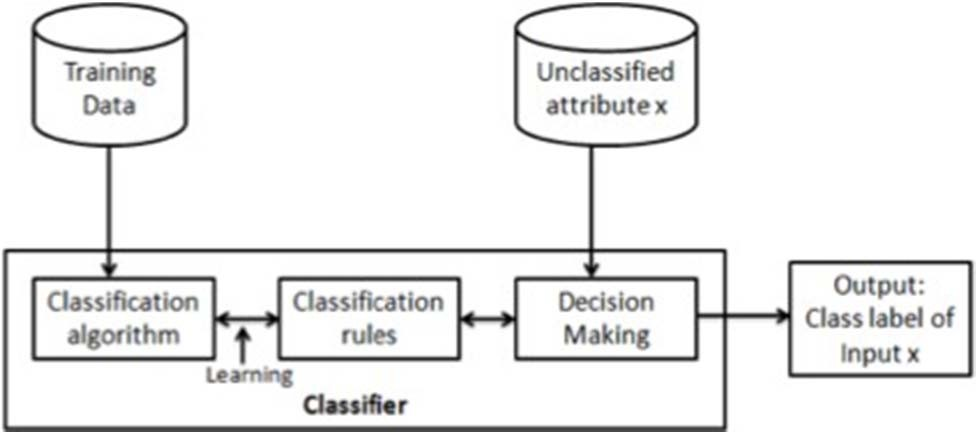 Training
Data
Unclassified
attribute x
Classification
algorithm
Classification
rules
Decision
Making
Output:
Class label of
Input x
Learning
Classifier